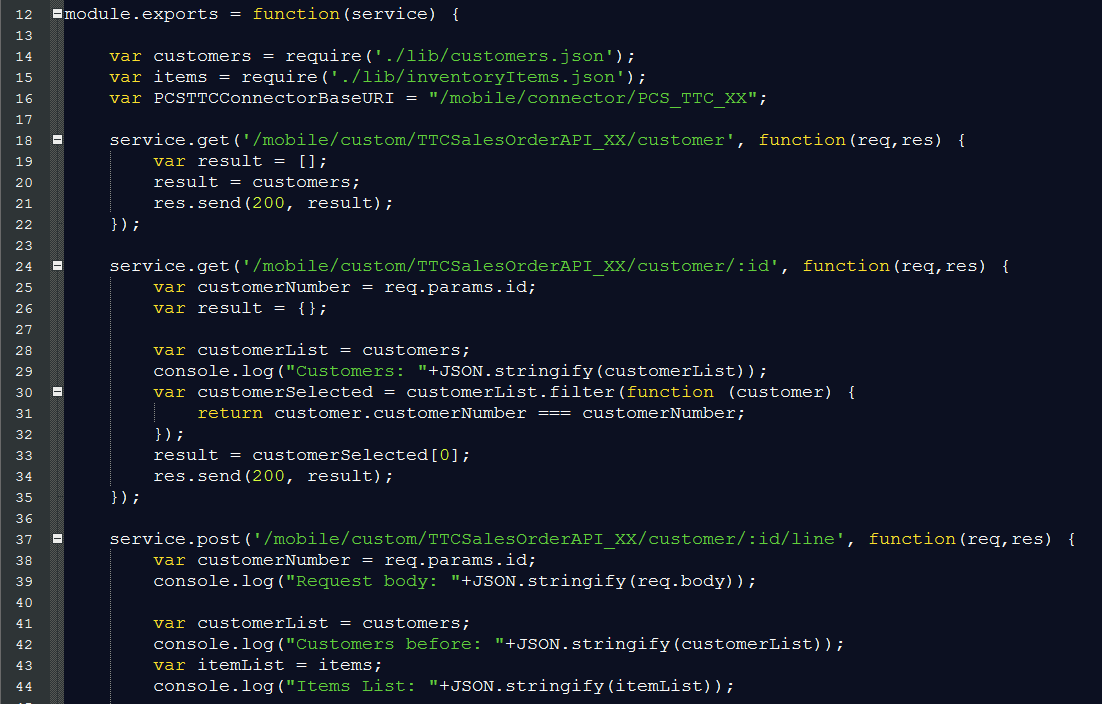 12 module.exports = function(service) {
13
14     var customers = require('./lib/customers.json');
15     var items = require('./lib/inventoryItems.json');
16     var PCSTTCConnectorBaseURI = "/mobile/connector/PCS_TTC_XX";
17
18     service.get('/mobile/custom/TTCSalesOrderAPI_XX/customer', function(req,res) {
19         var result = [];
20         result = customers;
21         res.send(200, result);
22     });
23
24     service.get('/mobile/custom/TTCSalesOrderAPI_XX/customer/:id', function(req,res) {
25         var customerNumber = req.params.id;
26         var result = {};
27
28         var customerList = customers;
29         console.log("Customers: "+JSON.stringify(customerList));
30         var customerSelected = customerList.filter(function (customer) {
31             return customer.customerNumber === customerNumber;
32         });
33         result = customerSelected[0];
34         res.send(200, result);
35     });
36
37     service.post('/mobile/custom/TTCSalesOrderAPI_XX/customer/:id/line', function(req,res) {
38         var customerNumber = req.params.id;
39         console.log("Request body: "+JSON.stringify(req.body));
40
41         var customerList = customers;
42         console.log("Customers before: "+JSON.stringify(customerList));
43         var itemList = items;
44         console.log("Items List: "+JSON.stringify(itemList));